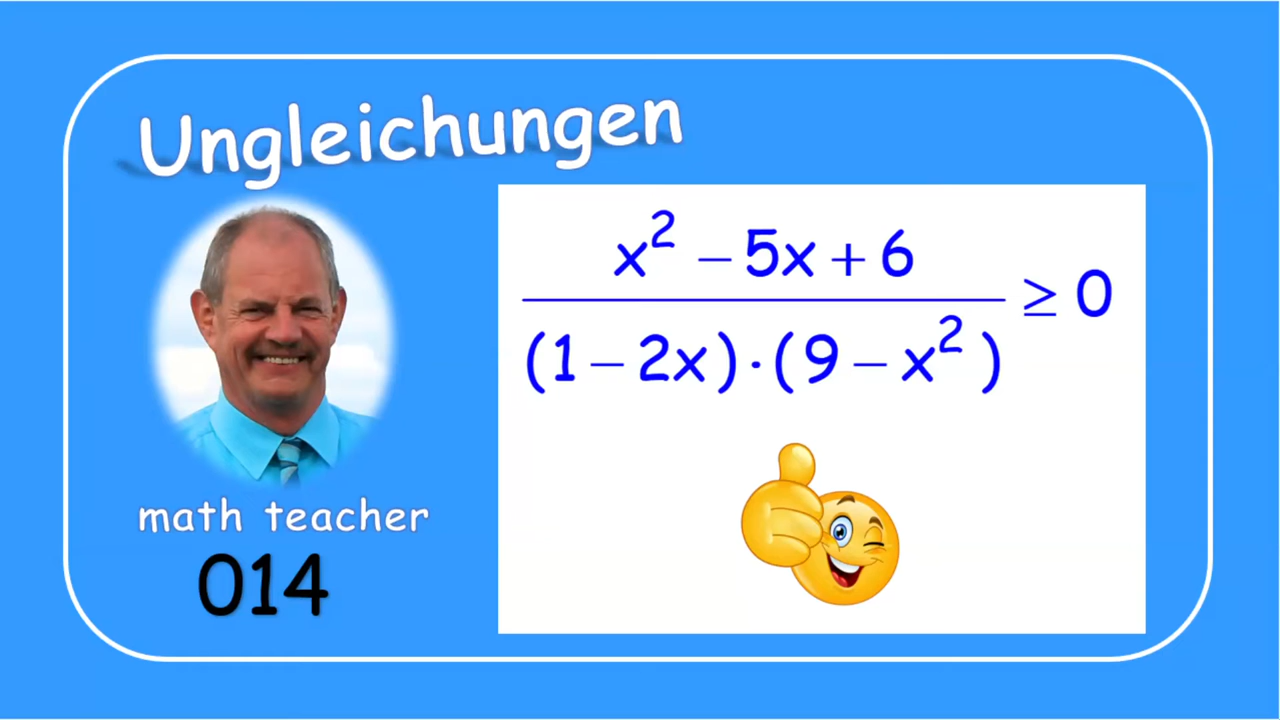 Ungleichungen
x² − 5x + 6
(1 − 2x) · (9 − x²)
≥ 0
math teacher
014